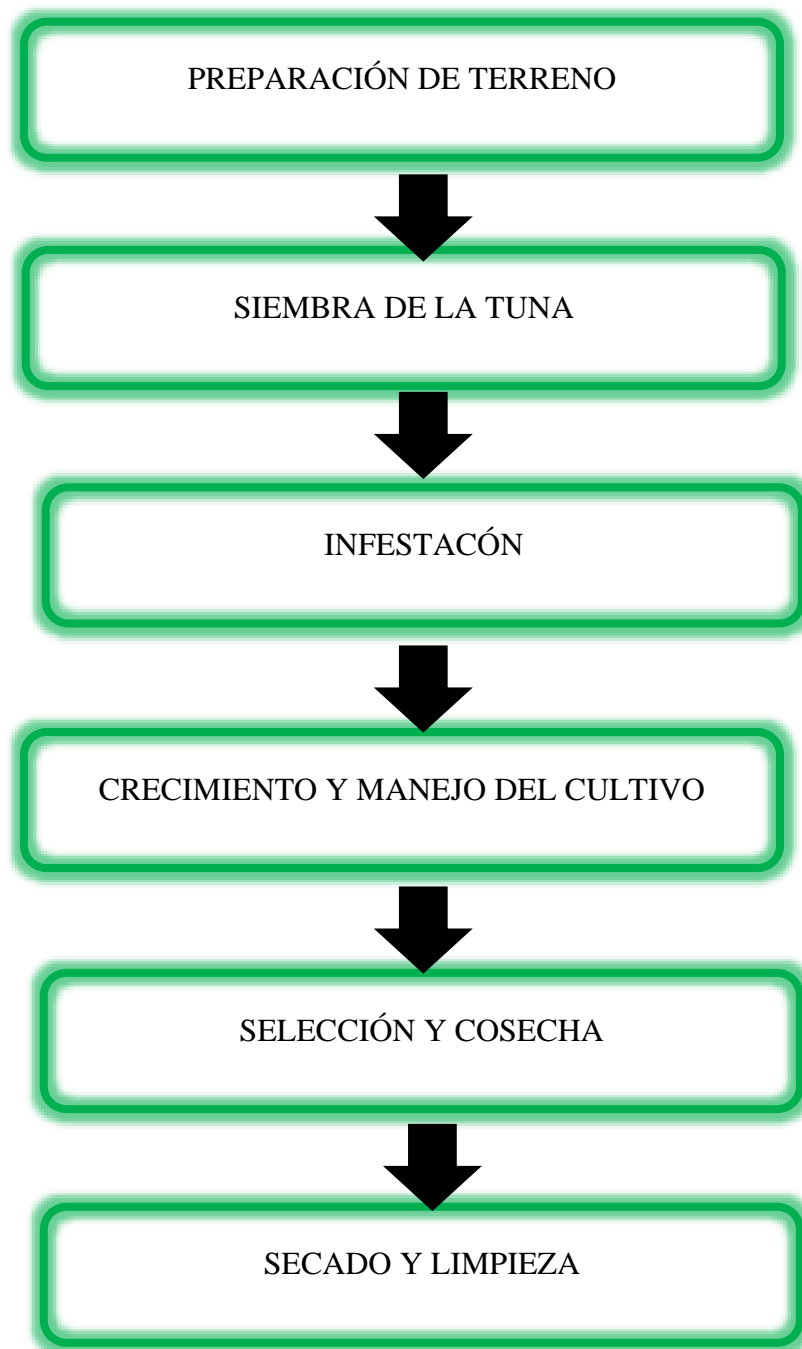 PREPARACIÓN DE TERRENO
SIEMBRA DE LA TUNA
INFESTACÓN
CRECIMIENTO Y MANEJO DEL CULTIVO
SELECCIÓN Y COSECHA
SECADO Y LIMPIEZA